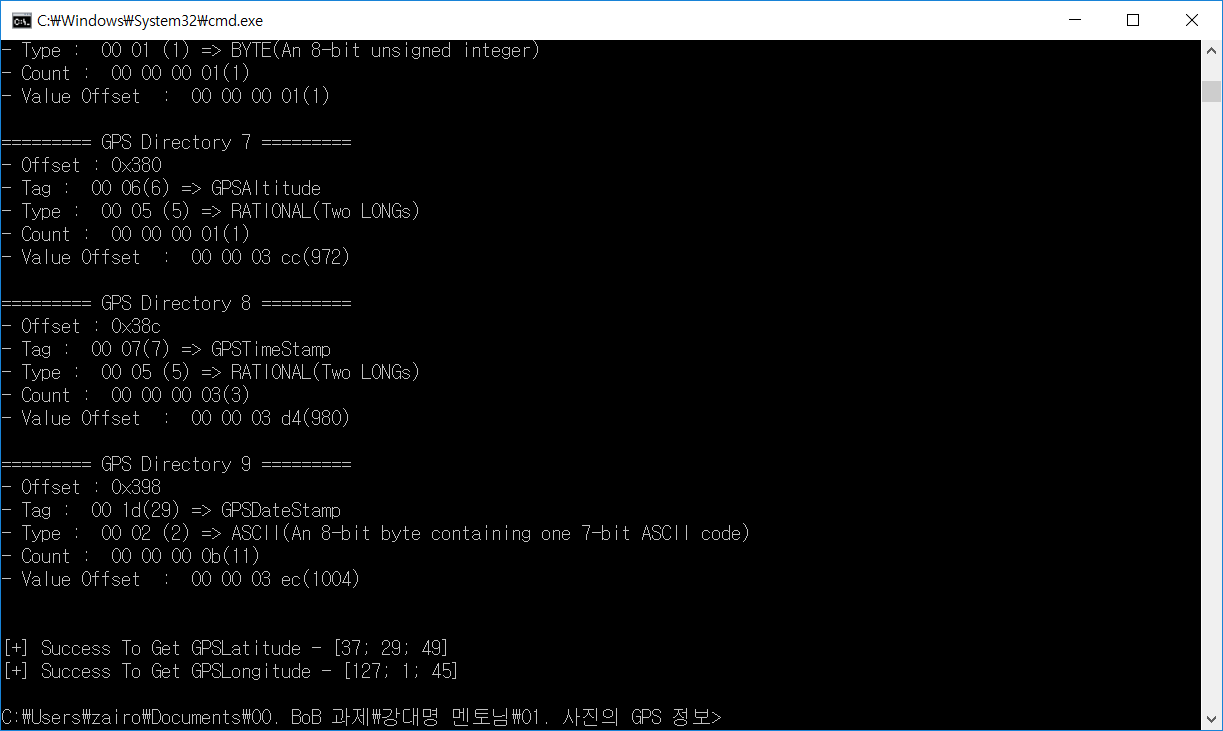 C:₩Windows₩System32₩cmd.exe
- Type :  00 01 (1) => BYTE(An 8-bit unsigned integer)
- Count :  00 00 00 01(1)
- Value Offset  :  00 00 00 01(1)
========= GPS Directory 7 =========
- Offset : 0x380
- Tag :  00 06(6) => GPSAltitude
- Type :  00 05 (5) => RATIONAL(Two LONGs)
- Count :  00 00 00 01(1)
- Value Offset  :  00 00 03 cc(972)
========= GPS Directory 8 =========
- Offset : 0x38c
- Tag :  00 07(7) => GPSTimeStamp
- Type :  00 05 (5) => RATIONAL(Two LONGs)
- Count :  00 00 00 03(3)
- Value Offset  :  00 00 03 d4(980)
========= GPS Directory 9 =========
- Offset : 0x398
- Tag :  00 1d(29) => GPSDateStamp
- Type :  00 02 (2) => ASCII(An 8-bit byte containing one 7-bit ASCII code)
- Count :  00 00 00 0b(11)
- Value Offset  :  00 00 03 ec(1004)
[+] Success To Get GPSLatitude - [37; 29; 49]
[+] Success To Get GPSLongitude - [127; 1; 45]
C:₩Users₩zairo₩Documents₩00. BoB 과제₩강대명 멘토님₩01. 사진의 GPS 정보>